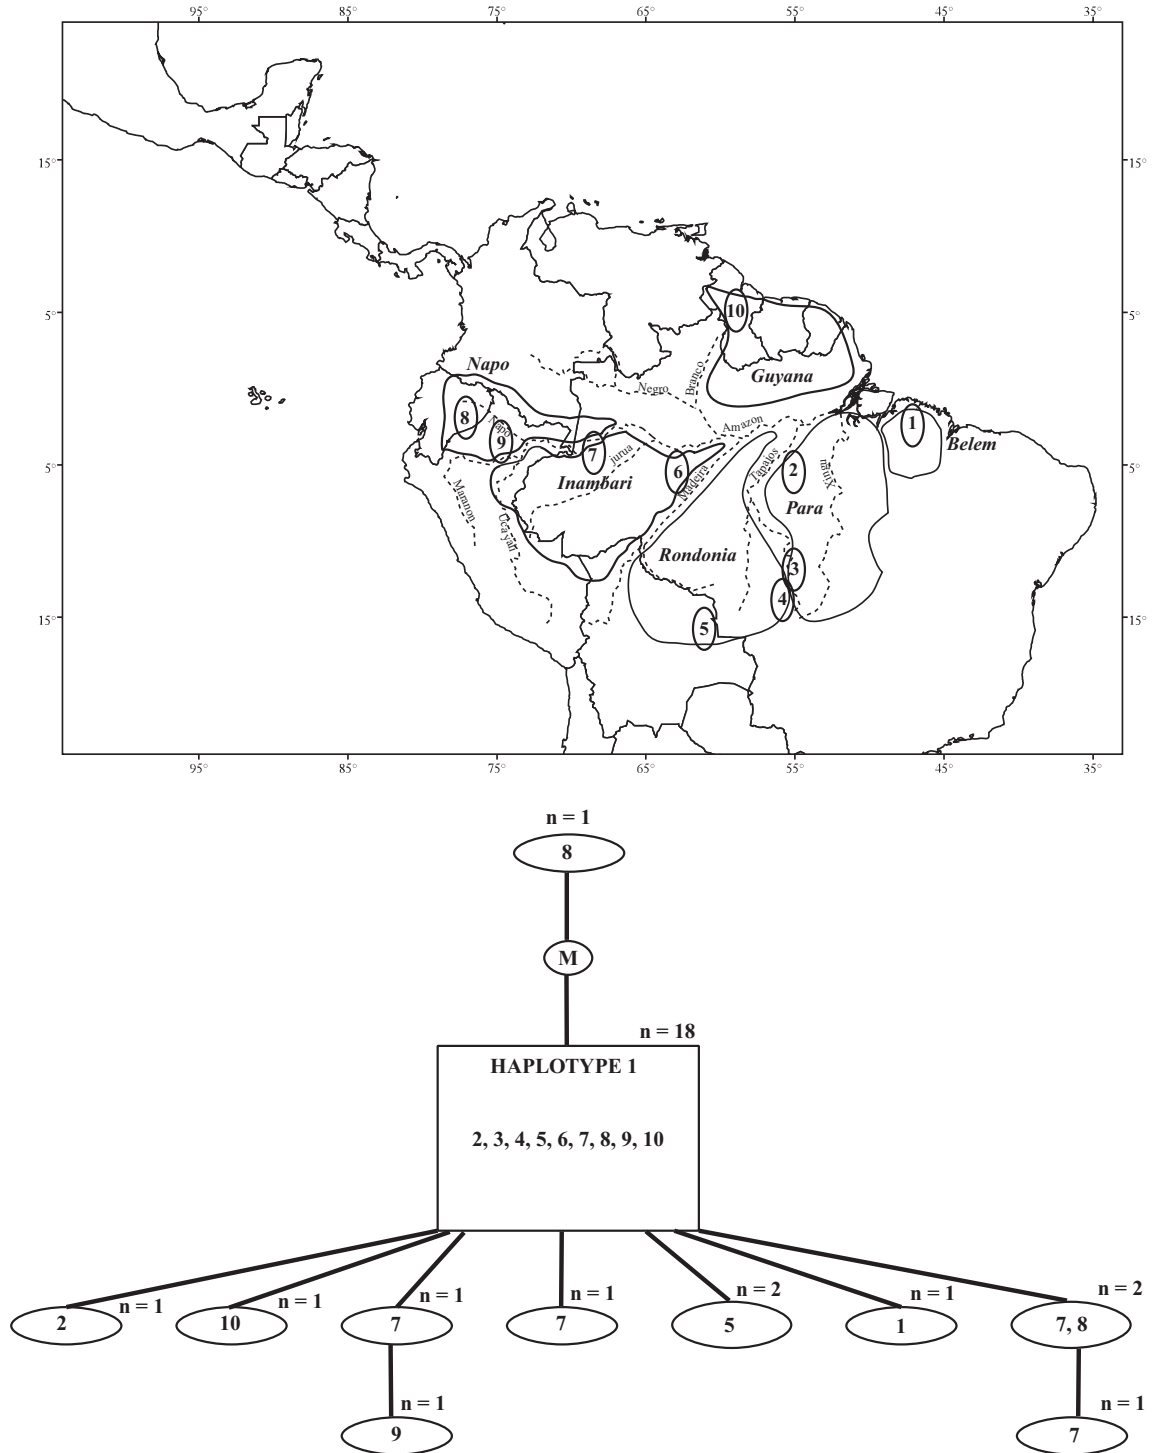 95° 85° 75° 65° 55° 45° 35°
15° 15°
5° 5°
10
Napo
Guyana
Negro
Branco
8
Napo
9
7
jurua
Inambari
6
Madeira
Amazon
Tapajos
2
Xingu
Para
1
Belem
5° 5°
Maranon
Ucayali
Rondonia
3
4
5
15° 15°
95° 85° 75° 65° 55° 45° 35°
n = 1
8
M
n = 18
HAPLOTYPE 1
2, 3, 4, 5, 6, 7, 8, 9, 10
n = 1 n = 1 n = 1 n = 1 n = 2 n = 1 n = 2
2 10 7 7 5 1 7, 8
n = 1 n = 1
9 7